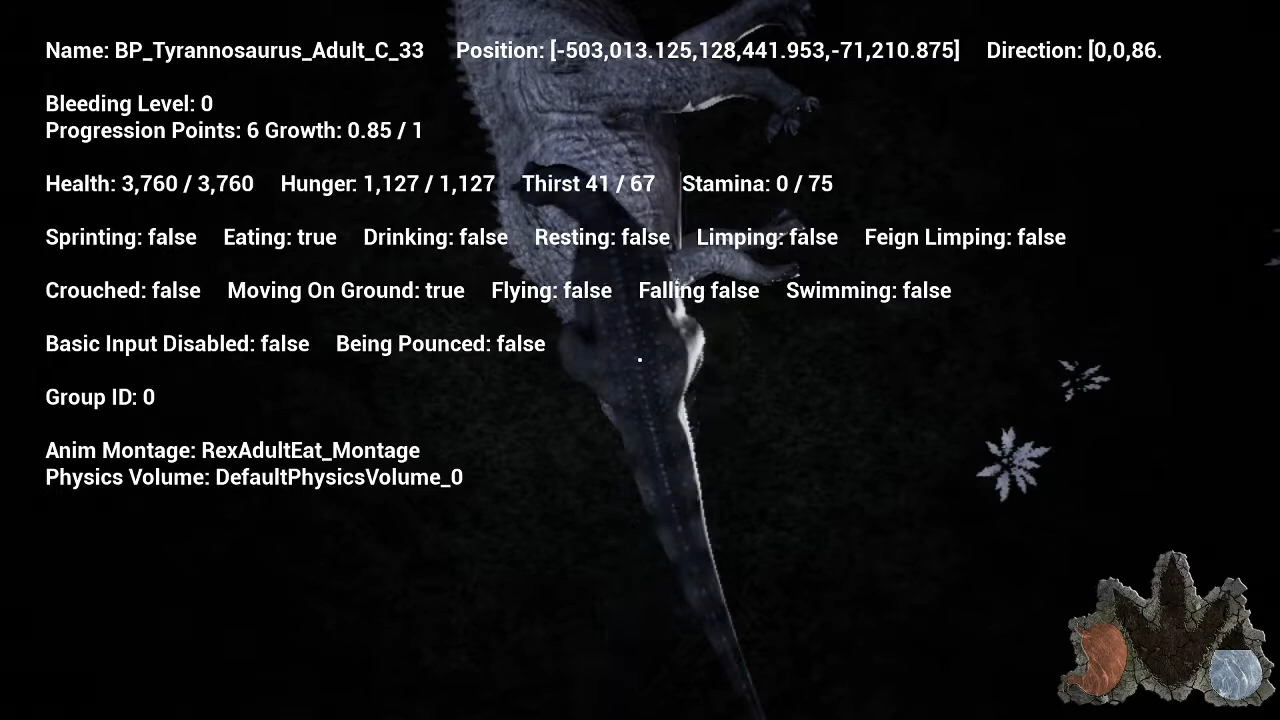 Name: BP_Tyrannosaurus_Adult_C_33 Position: [-503,013.125,128,441.953,-71,210.875] Direction: [0,0,86.
Bleeding Level: 0
Progression Points: 6 Growth: 0.85 / 1
Health: 3,760 / 3,760 Hunger: 1,127 / 1,127 Thirst 41 / 67 Stamina: 0 / 75
Sprinting: false Eating: true Drinking: false Resting: false Limping: false Feign Limping: false
Crouched: false Moving On Ground: true Flying: false Falling false Swimming: false
Basic Input Disabled: false Being Pounced: false
Group ID: 0
Anim Montage: RexAdultEat_Montage
Physics Volume: DefaultPhysicsVolume_0